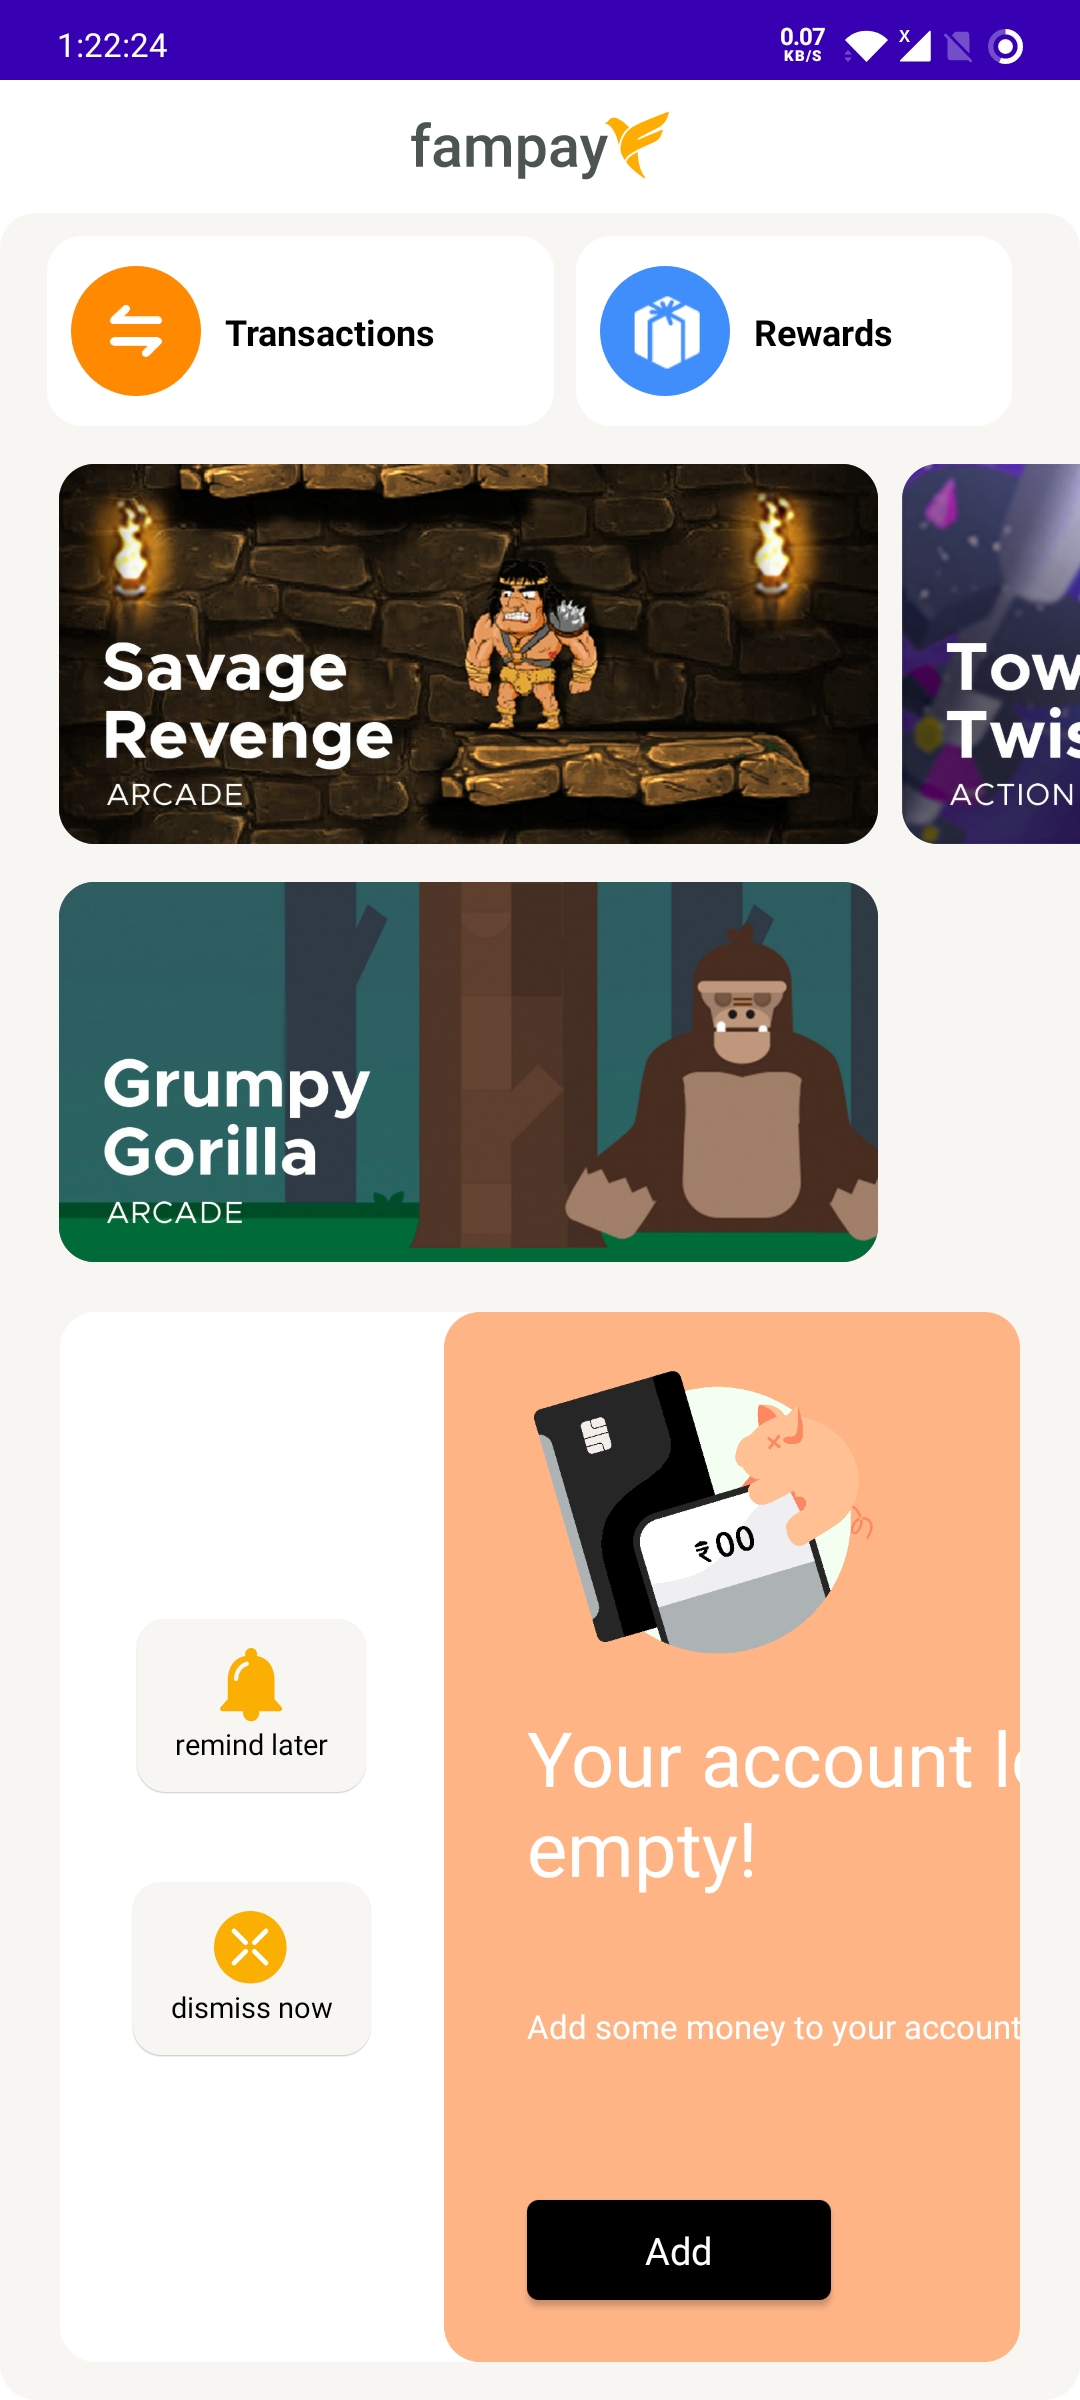 1:22:24
0.07
KB/S
X
fampay
Transactions
Rewards
Savage
Revenge
ARCADE
Tow
Twis
ACTION
Grumpy
Gorilla
ARCADE
₹00
remind later
dismiss now
Your account l
empty!
Add some money to your account
Add